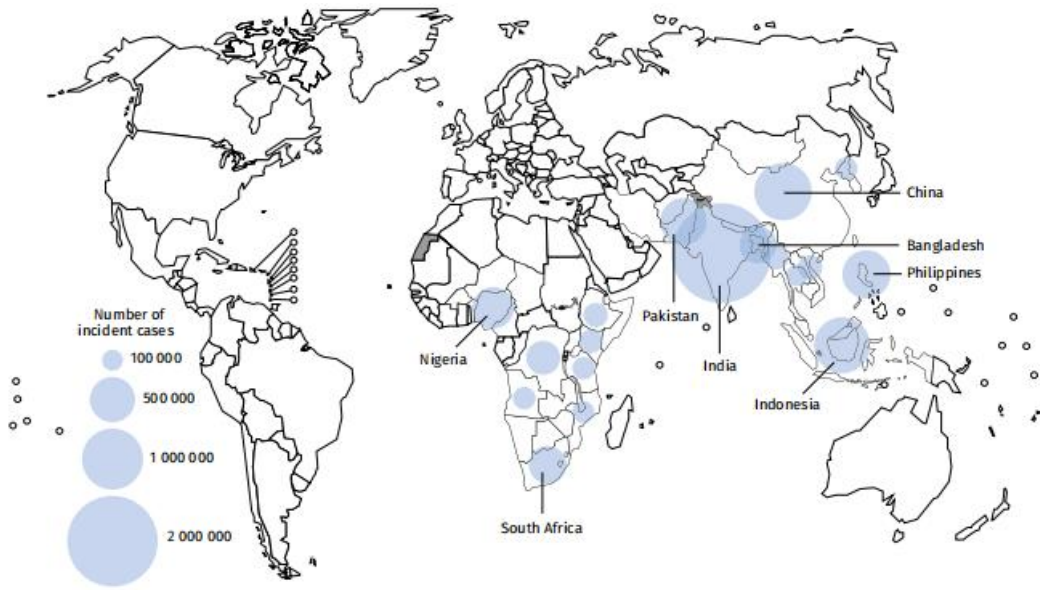 China
Bangladesh
Philippines
Pakistan
India
Indonesia
Nigeria
South Africa
Number of
incident cases
100 000
500 000
1 000 000
2 000 000